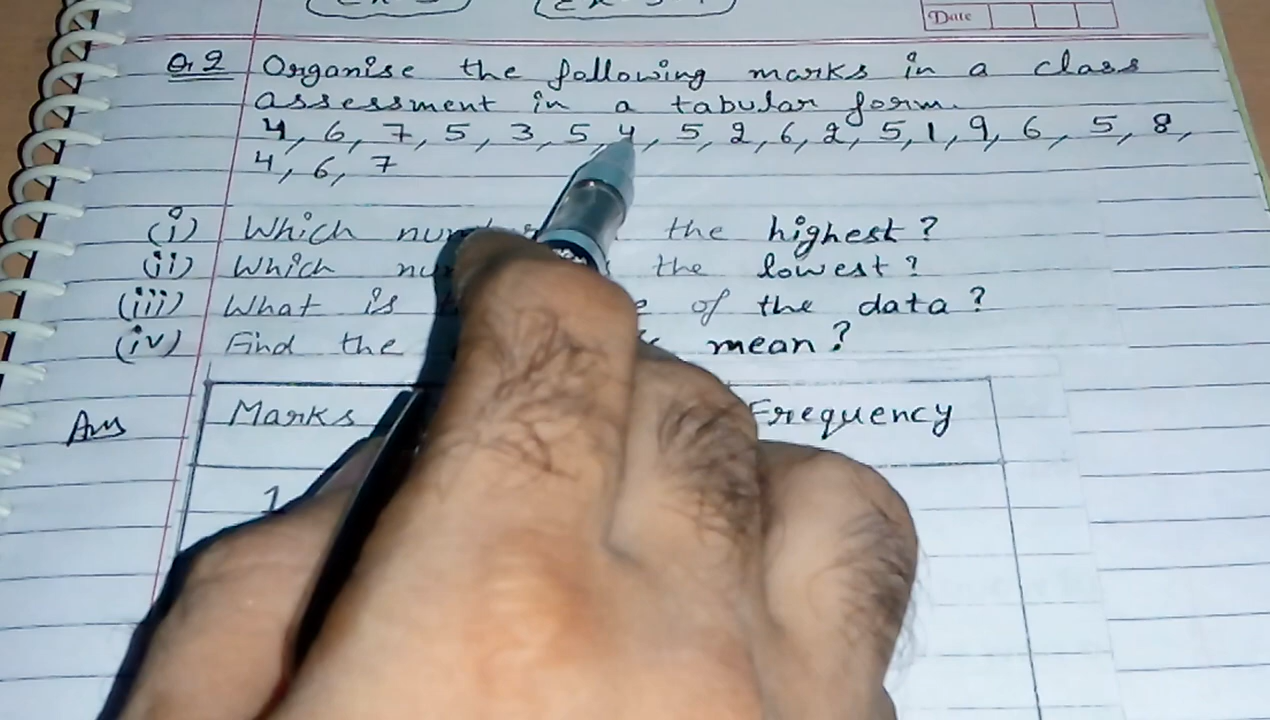 Date
Q.2 Organise the following marks in a class
assessment in a tabular form.
4, 6, 7, 5, 3, 5, 4, 5, 2, 6, 2, 5, 1, 9, 6, 5, 8,
4, 6, 7
(i) Which the highest?
(ii) Which the lowest?
(iii) What is of the data?
(iv) Find the mean?
Ans Marks Frequency
1